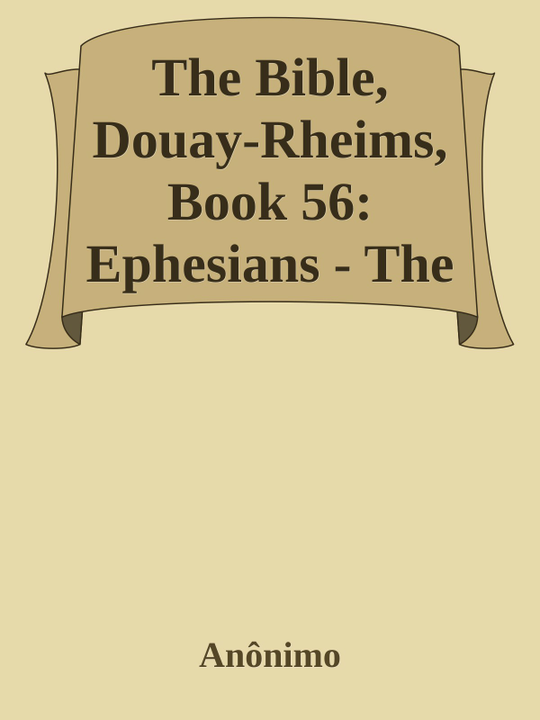 The Bible,
Douay-Rheims,
Book 56:
Ephesians - The
Anônimo